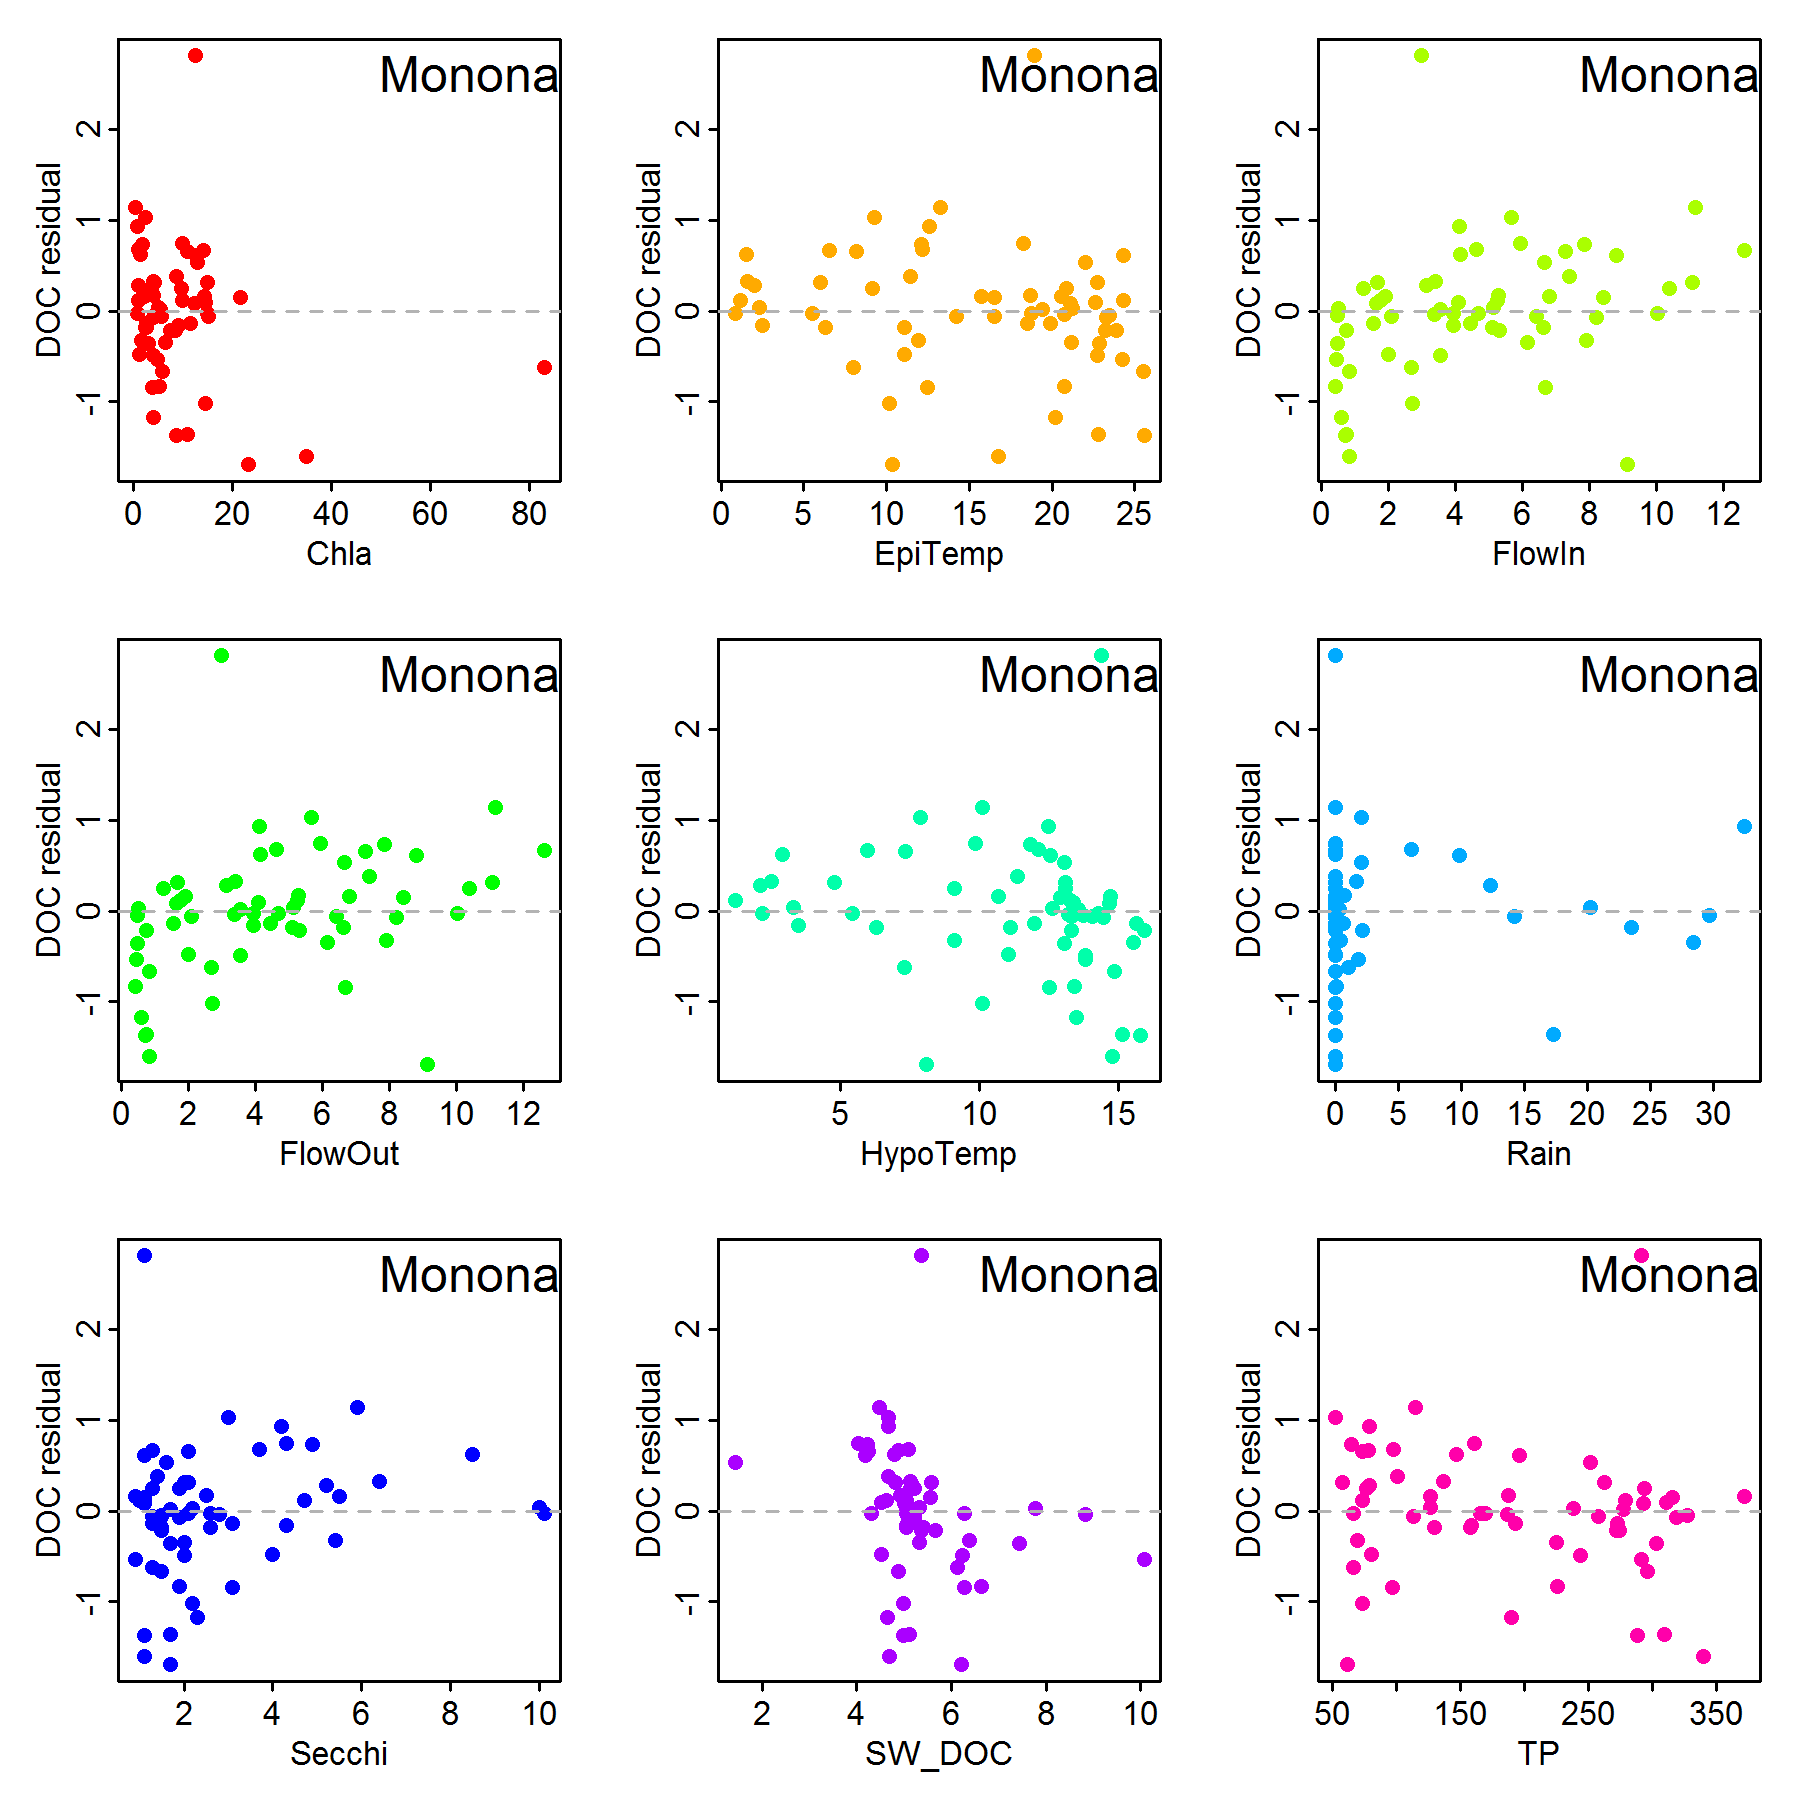 Monona
DOC residual
-1 0 1 2
0 20 40 60 80
Chla
Monona
DOC residual
-1 0 1 2
0 5 10 15 20 25
EpiTemp
Monona
DOC residual
-1 0 1 2
0 2 4 6 8 10 12
FlowIn
Monona
DOC residual
-1 0 1 2
0 2 4 6 8 10 12
FlowOut
Monona
DOC residual
-1 0 1 2
5 10 15
HypoTemp
Monona
DOC residual
-1 0 1 2
0 5 10 15 20 25 30
Rain
Monona
DOC residual
-1 0 1 2
2 4 6 8 10
Secchi
Monona
DOC residual
-1 0 1 2
2 4 6 8 10
SW_DOC
Monona
DOC residual
-1 0 1 2
50 150 250 350
TP